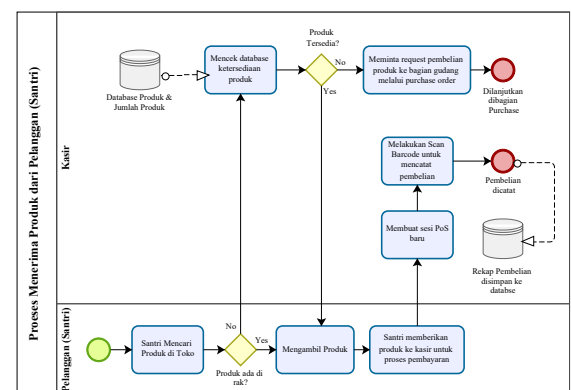 Proeses Menerima Produk dari Pelanggan (Santri)
Kasir
Database Produk &
Jumlah Produk
Mencek database
ketersediaan
produk
Produk
Tersedia?
No
Yes
Meminta request pembelian
produk ke bagian gudang
melalui purchase order
Dilanjutkan
dibagian
Purchase
Melakukan Scan
Barcode untuk
mencatat
pembelian
Pembelian
dicatat
Membuat sesi PoS
baru
Rekap Pembelian
disimpan ke
databse
Pelanggan (Santri)
Santri Mencari
Produk di Toko
No
Yes
Produk ada di
rak?
Mengambil Produk
Santri memberikan
produk ke kasir untuk
proses pembayaran